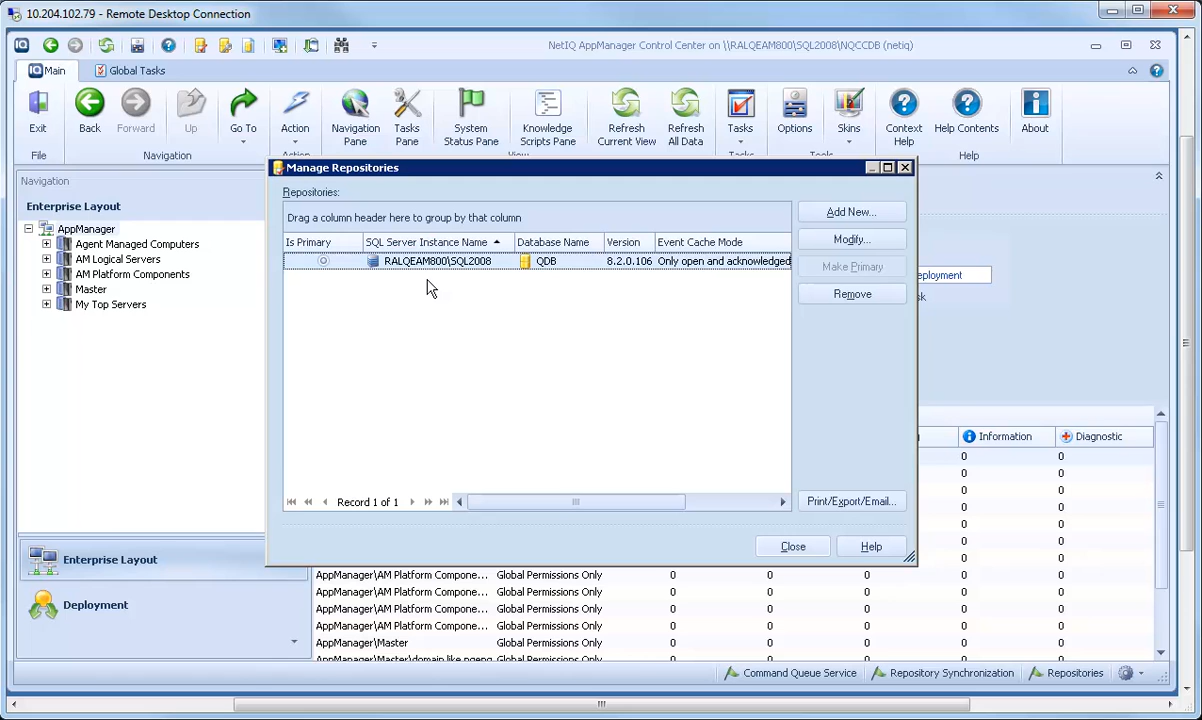 10.204.102.79 - Remote Desktop Connection
NetIQ AppManager Control Center on \\RALQEAM800\SQL2008\NQCCDB (netiq)
IQ Main
Global Tasks
Exit
Back
Forward
Up
Go To
Action
Navigation Pane
Tasks Pane
System Status Pane
Knowledge Scripts Pane
Refresh Current View
Refresh All Data
Tasks
Options
Skins
Context Help
Help Contents
About
File
Navigation
Tools
Help
Manage Repositories
Navigation
Enterprise Layout
AppManager
Agent Managed Computers
AM Logical Servers
AM Platform Components
Master
My Top Servers
Repositories:
Drag a column header here to group by that column
Is Primary
SQL Server Instance Name
Database Name
Version
Event Cache Mode
RALQEAM800\SQL2008
QDB
8.2.0.106
Only open and acknowledged
Add New...
Modify...
Make Primary
Remove
Record 1 of 1
Print/Export/Email...
Close
Help
eployment
sk
Information
Diagnostic
0 0
0 0
0 0
0 0
0 0
0 0
0 0
Enterprise Layout
Deployment
AppManager\AM Platform Compone... Global Permissions Only 0 0 0 0
AppManager\AM Platform Compone... Global Permissions Only 0 0 0 0
AppManager\AM Platform Compone... Global Permissions Only 0 0 0 0
AppManager\AM Platform Compone... Global Permissions Only 0 0 0 0
AppManager\Master Global Permissions Only 0 0 0 0
AppManager\Master\domain like ngeng Global Permissions Only 0 0 0 0
Command Queue Service
Repository Synchronization
Repositories